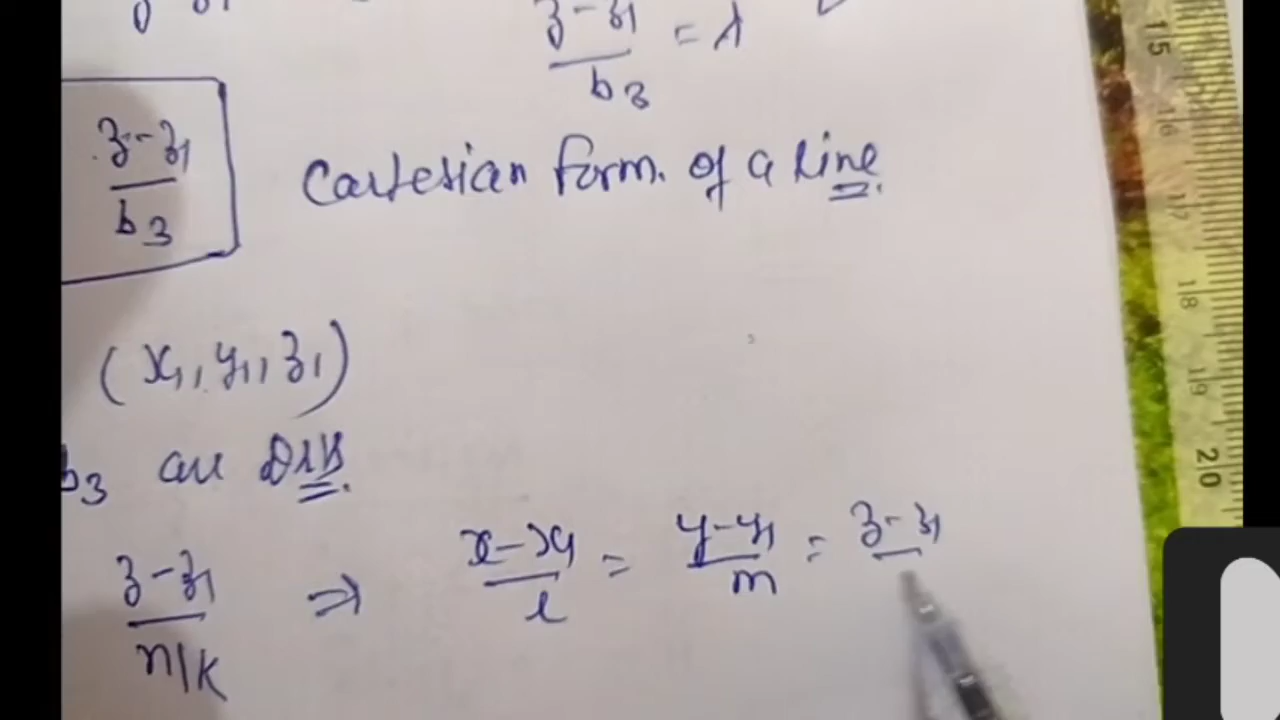 z-z₁ / b₃ = λ
z-z₁ / b₃ Cartesian form. of a line.
(x₁, y₁, z₁)
b₃ are DRs.
z-z₁ / n/k ⇒ x-x₁ / l = y-y₁ / m = z-z₁
15
16
17
18
19
20